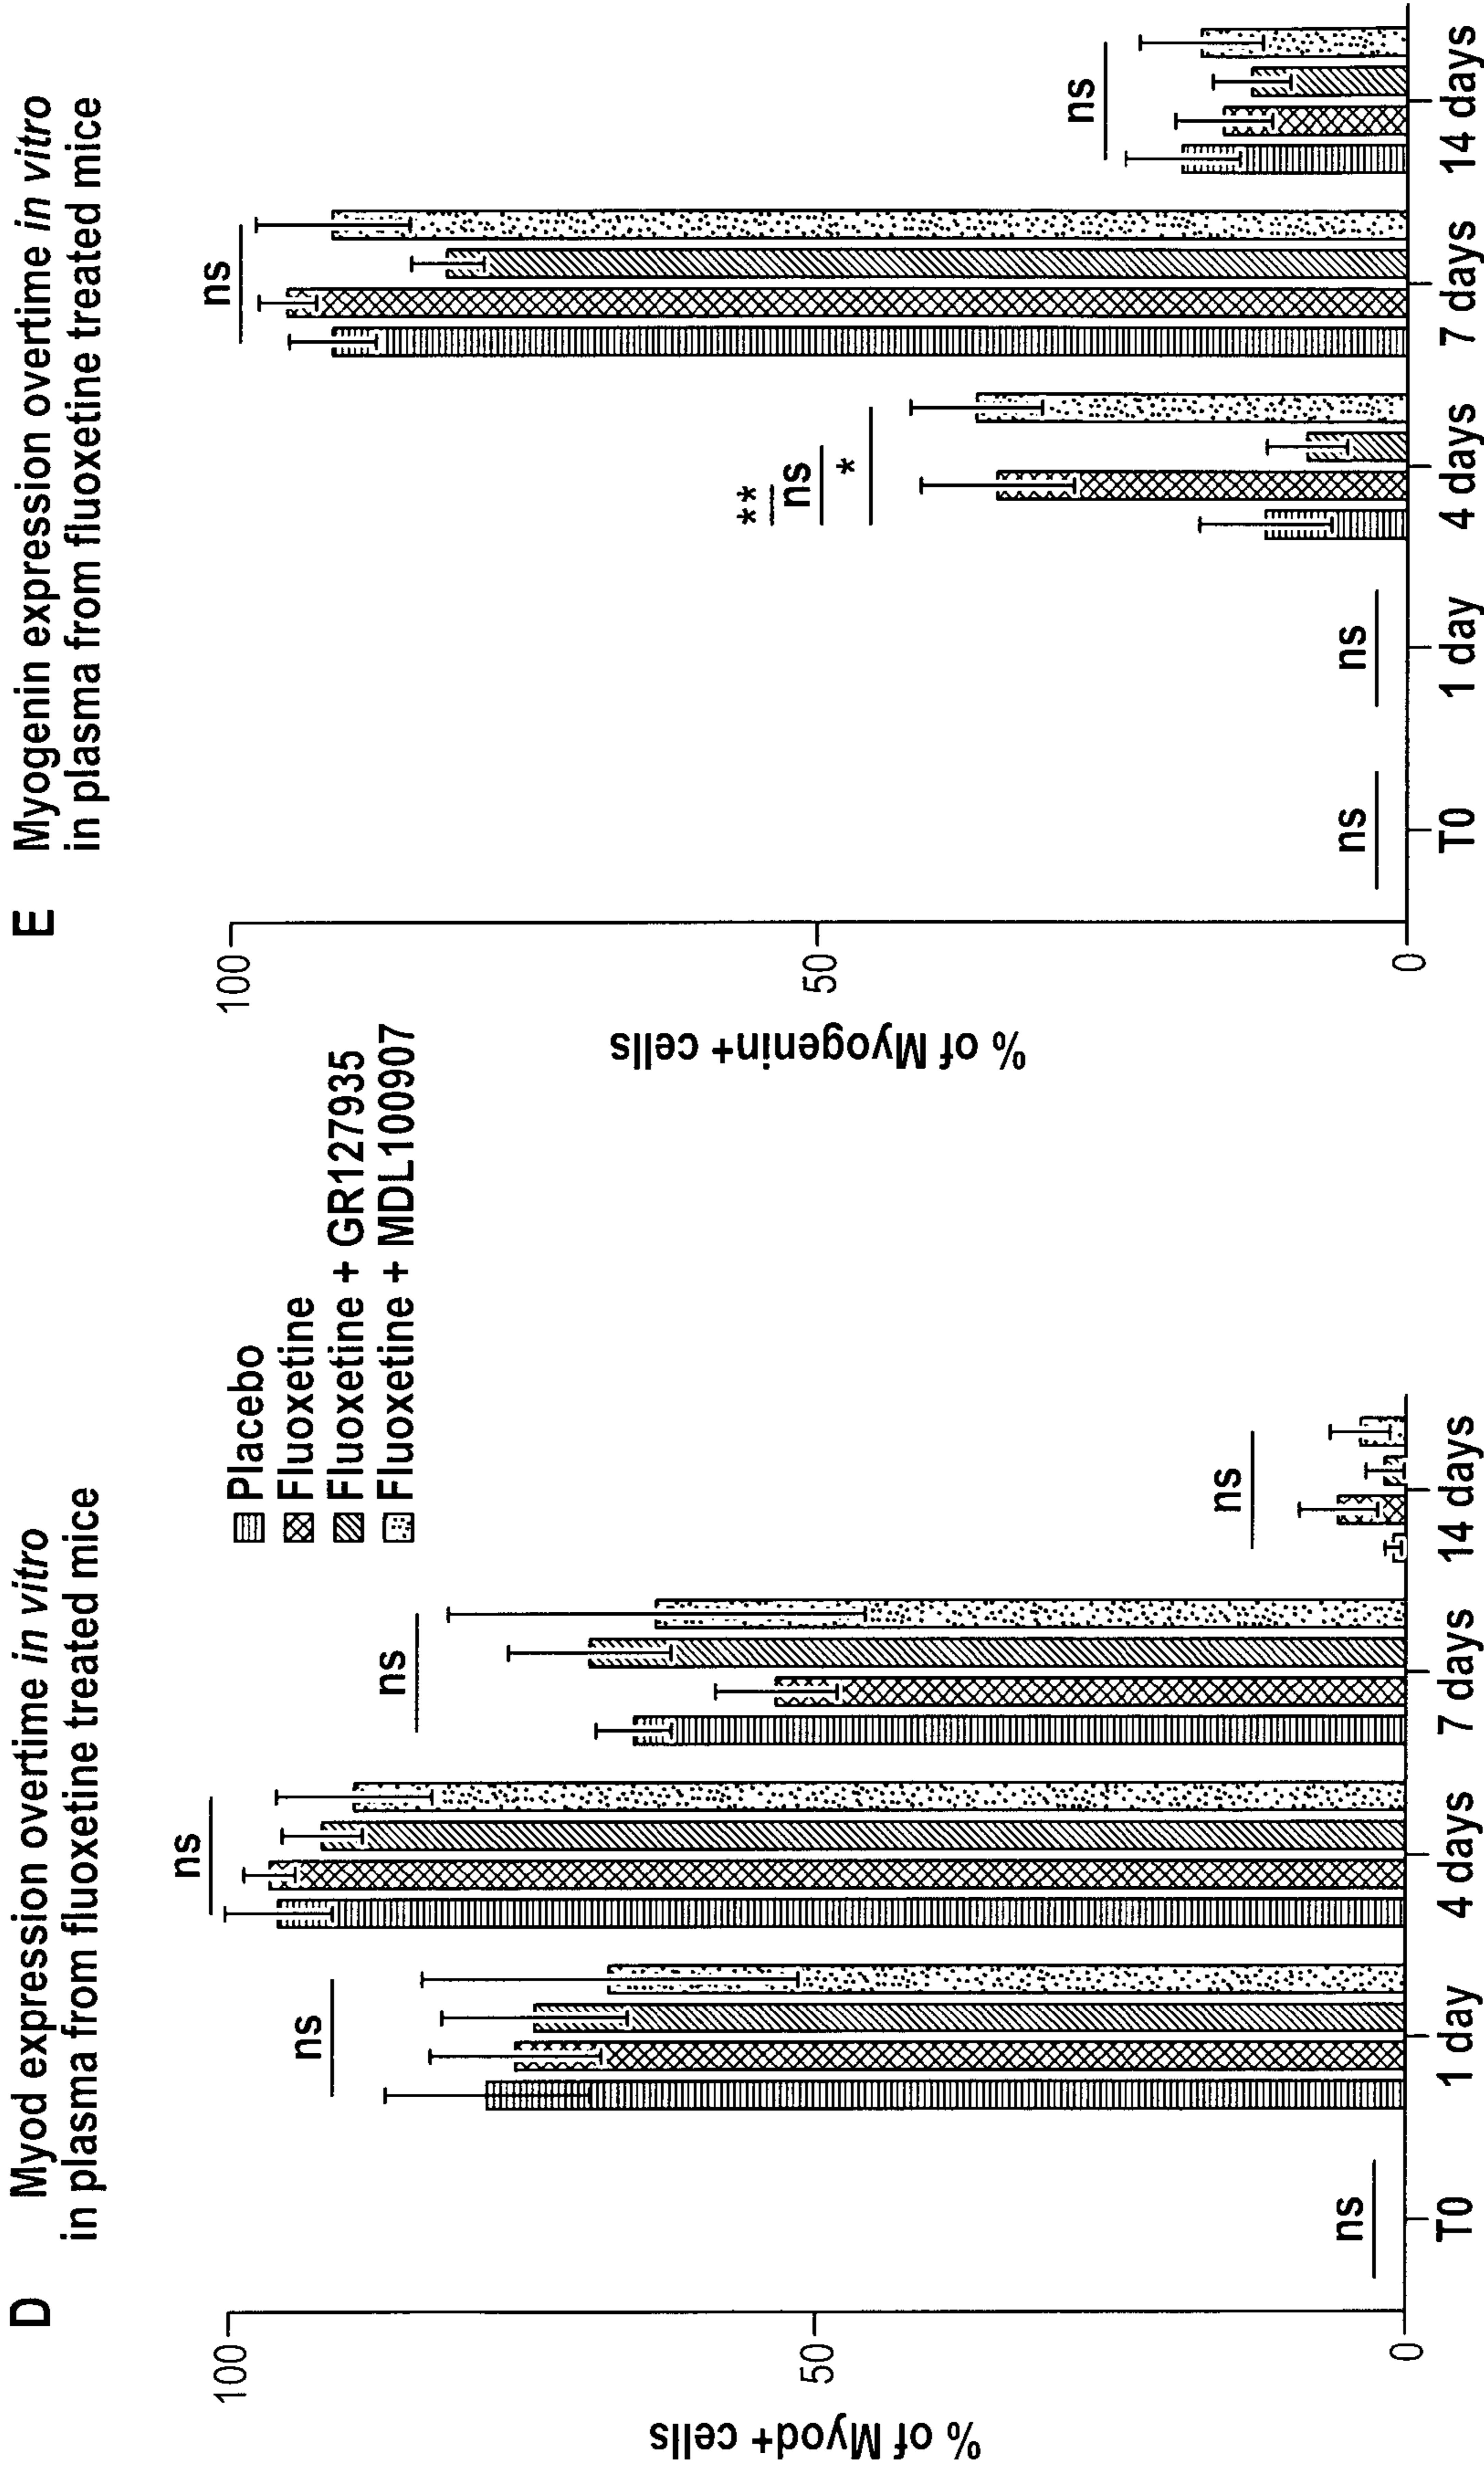 D Myod expression overtime in vitro
in plasma from fluoxetine treated mice
% of Myod+ cells
100
50
0
ns
ns
ns
ns
ns
T0 1 day 4 days 7 days 14 days
Placebo
Fluoxetine
Fluoxetine + GR127935
Fluoxetine + MDL100907
E Myogenin expression overtime in vitro
in plasma from fluoxetine treated mice
% of Myogenin+ cells
100
50
0
ns
ns
**
ns
*
ns
ns
T0 1 day 4 days 7 days 14 days